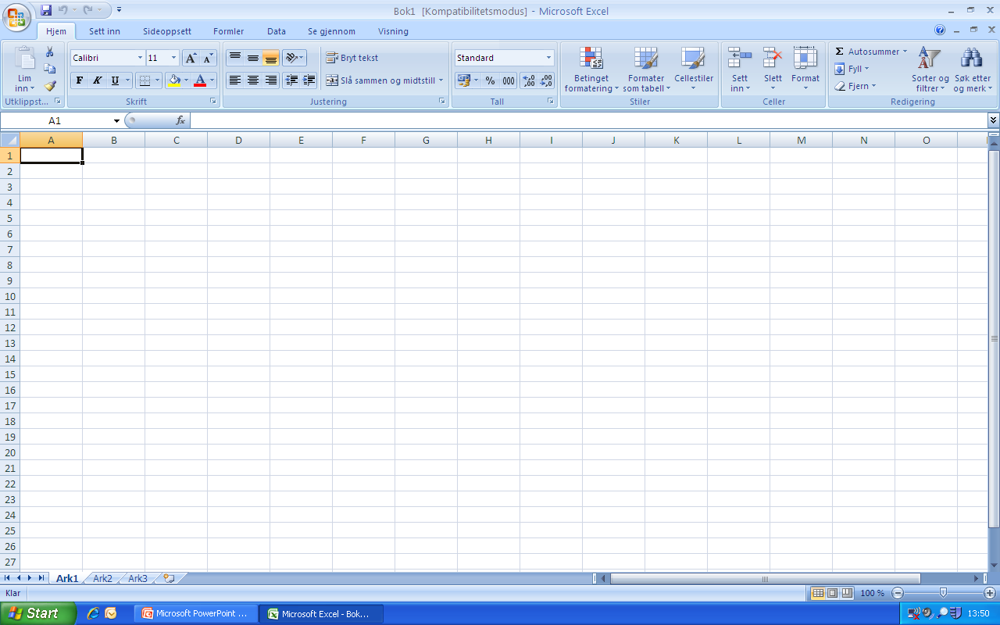 Bok1 [Kompatibilitetsmodus] - Microsoft Excel
Hjem Sett inn Sideoppsett Formler Data Se gjennom Visning
Lim inn
Utklippst...
Calibri 11
F K U
Skrift
Bryt tekst
Slå sammen og midtstill
Justering
Standard
% 000
Tall
Betinget formatering
Formater som tabell
Cellestiler
Stiler
Sett inn
Slett
Format
Celler
Σ Autosummer
Fyll
Fjern
Sorter og filtrer
Søk etter og merk
Redigering
A1 fx
A B C D E F G H I J K L M N O
1
2
3
4
5
6
7
8
9
10
11
12
13
14
15
16
17
18
19
20
21
22
23
24
25
26
27
Ark1 Ark2 Ark3
Klar 100 %
Start Microsoft PowerPoint ... Microsoft Excel - Bok... 13:50